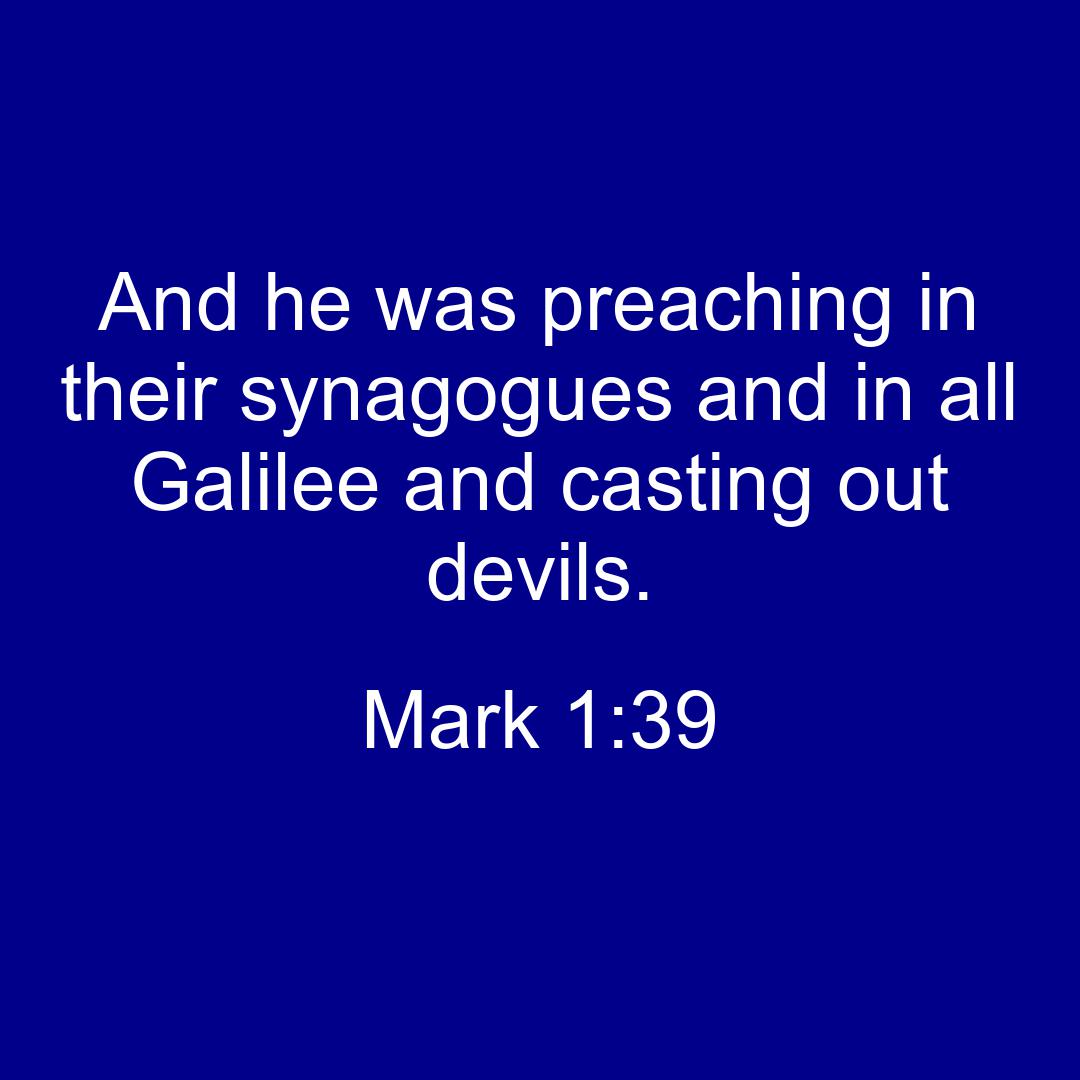 And he was preaching in
their synagogues and in all
Galilee and casting out
devils.
Mark 1:39